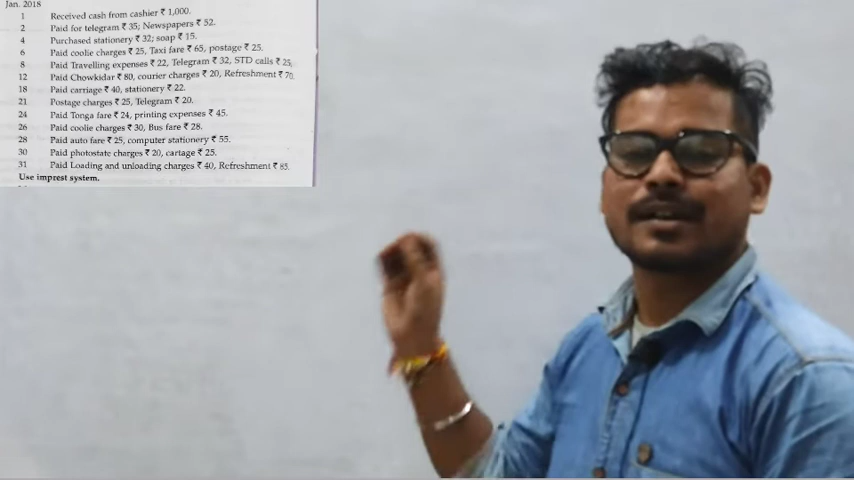 Jan. 2018
1 Received cash from cashier ₹ 1,000.
2 Paid for telegram ₹ 35; Newspapers ₹ 52.
4 Purchased stationery ₹ 32; soap ₹ 15.
6 Paid coolie charges ₹ 25, Taxi fare ₹ 65, postage ₹ 25.
8 Paid Travelling expenses ₹ 22, Telegram ₹ 32, STD calls ₹ 25,
12 Paid Chowkidar ₹ 80, courier charges ₹ 20, Refreshment ₹ 70.
18 Paid carriage ₹ 40, stationery ₹ 22.
21 Postage charges ₹ 25, Telegram ₹ 20.
24 Paid Tonga fare ₹ 24, printing expenses ₹ 45.
26 Paid coolie charges ₹ 30, Bus fare ₹ 28.
28 Paid auto fare ₹ 25, computer stationery ₹ 55.
30 Paid photostate charges ₹ 20, cartage ₹ 25.
31 Paid Loading and unloading charges ₹ 40, Refreshment ₹ 85.
Use imprest system.